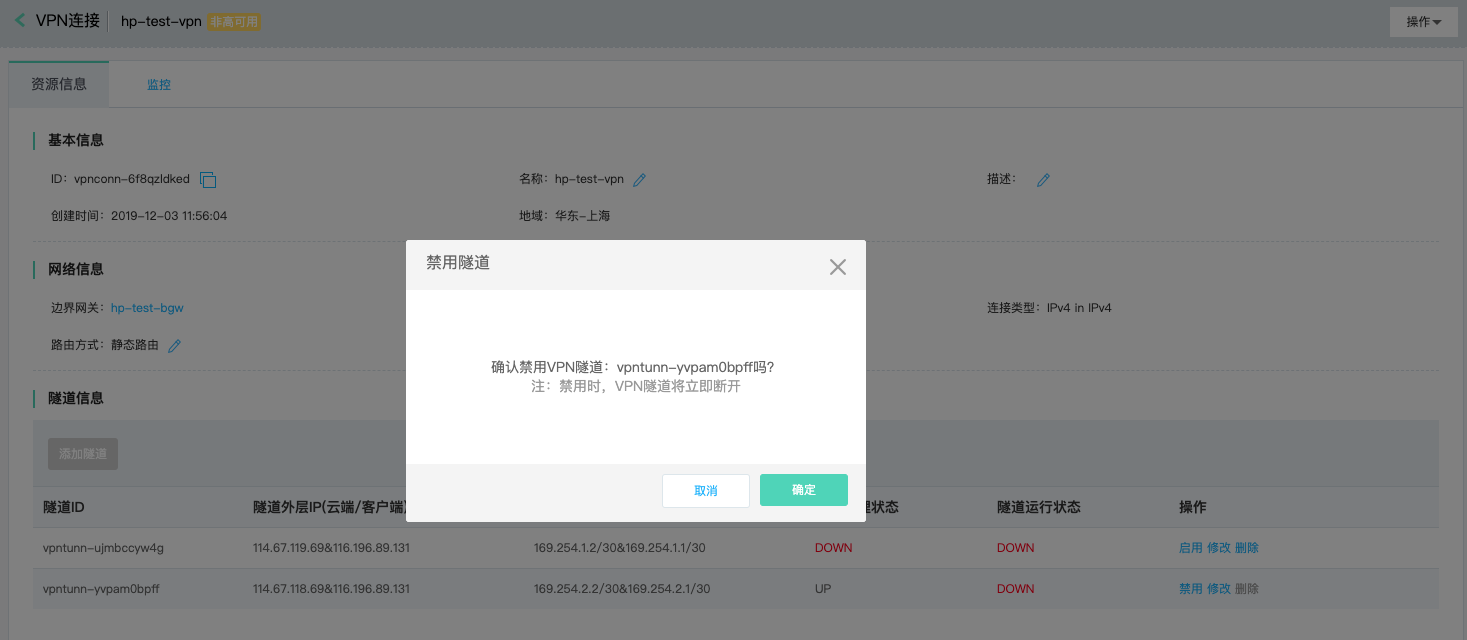 VPN连接 hp-test-vpn 非高可用 操作
资源信息 监控
基本信息
ID：vpnconn-6f8qzldked 名称：hp-test-vpn 描述：
创建时间：2019-12-03 11:56:04 地域：华东-上海
网络信息
边界网关：hp-test-bgw 连接类型：IPv4 in IPv4
路由方式：静态路由
隧道信息
添加隧道
禁用隧道
确认禁用VPN隧道：vpntunn-yvpam0bpff吗？
注：禁用时，VPN隧道将立即断开
取消 确定
隧道ID 隧道外层IP(云端/客户端) 状态 隧道运行状态 操作
vpntunn-ujmbccyw4g 114.67.119.69&116.196.89.131 169.254.1.2/30&169.254.1.1/30 DOWN DOWN 启用 修改 删除
vpntunn-yvpam0bpff 114.67.118.69&116.196.89.131 169.254.2.2/30&169.254.2.1/30 UP DOWN 禁用 修改 删除